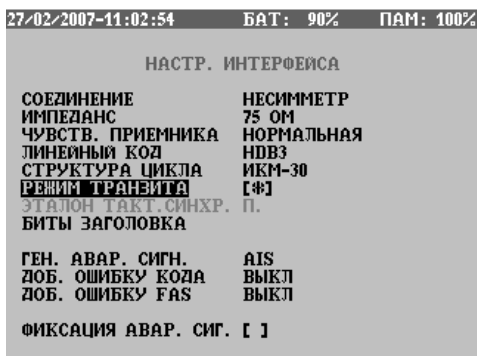 27/02/2007-11:02:54 БАТ: 90% ПАМ: 100%
НАСТР. ИНТЕРФЕЙСА
СОЕДИНЕНИЕ НЕСИММЕТР
ИМПЕДАНС 75 ОМ
ЧУВСТВ. ПРИЕМНИКА НОРМАЛЬНАЯ
ЛИНЕЙНЫЙ КОД HDB3
СТРУКТУРА ЦИКЛА ИКМ-30
РЕЖИМ ТРАНЗИТА [*]
ЭТАЛОН ТАКТ.СИНХР. П.
БИТЫ ЗАГОЛОВКА
ГЕН. АВАР. СИГН. AIS
ДОБ. ОШИБКУ КОДА ВЫКЛ
ДОБ. ОШИБКУ FAS ВЫКЛ
ФИКСАЦИЯ АВАР. СИГ. [ ]